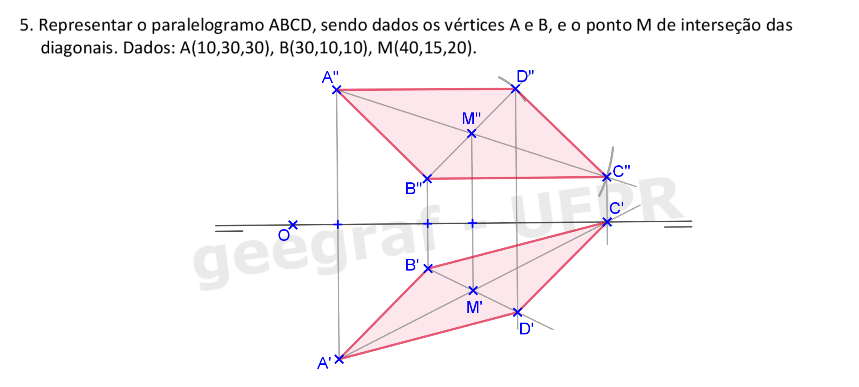 5. Representar o paralelogramo ABCD, sendo dados os vértices A e B, e o ponto M de interseção das
diagonais. Dados: A(10,30,30), B(30,10,10), M(40,15,20).
A" D"
M"
B" C"
C'
O
geegraf - UFPR
B'
M'
D'
A'